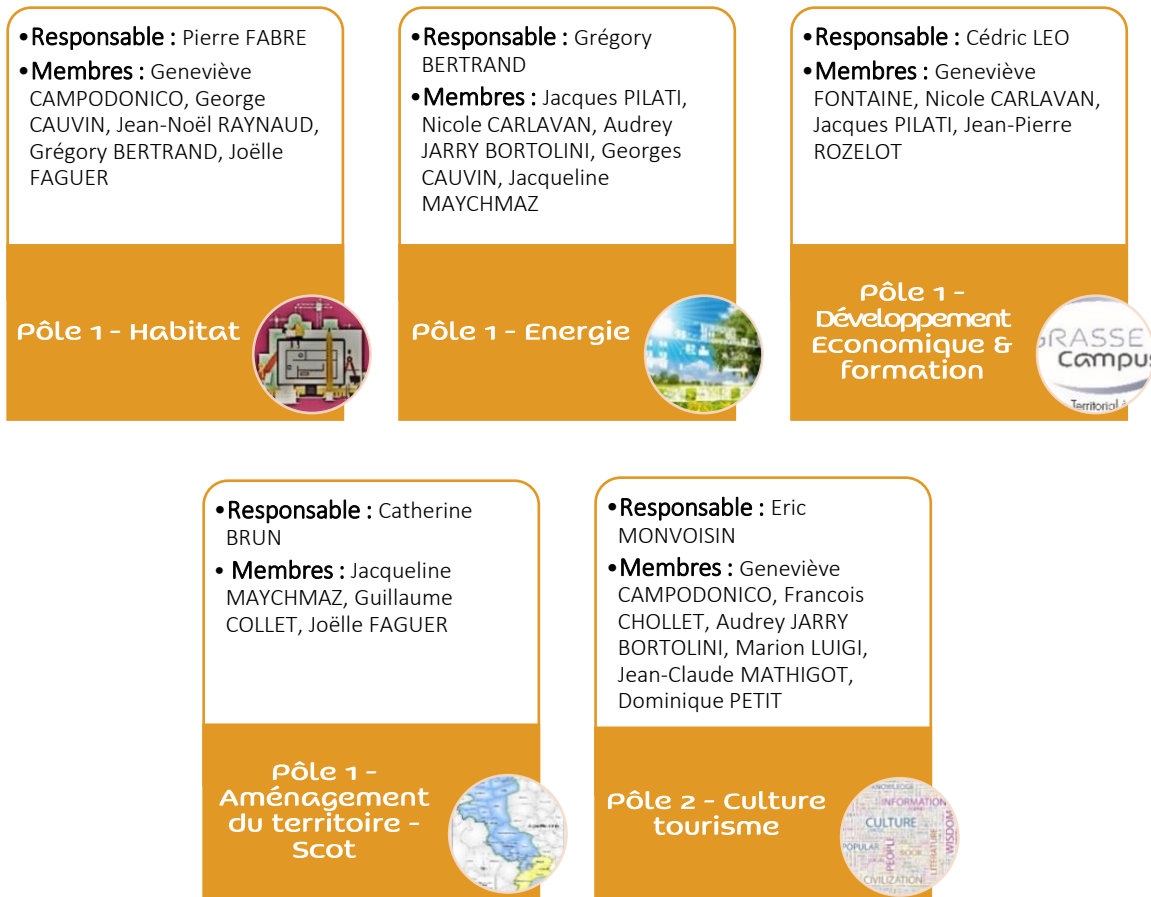 •Responsable : Pierre FABRE
•Membres : Geneviève
CAMPODONICO, George
CAUVIN, Jean-Noël RAYNAUD,
Grégory BERTRAND, Joëlle
FAGUER
Pôle 1 - Habitat
•Responsable : Grégory
BERTRAND
•Membres : Jacques PILATI,
Nicole CARLAVAN, Audrey
JARRY BORTOLINI, Georges
CAUVIN, Jacqueline
MAYCHMAZ
Pôle 1 - Energie
•Responsable : Cédric LEO
•Membres : Geneviève
FONTAINE, Nicole CARLAVAN,
Jacques PILATI, Jean-Pierre
ROZELOT
Pôle 1 -
Développement
Economique &
formation
GRASSE
Campus
Territorial
•Responsable : Catherine
BRUN
• Membres : Jacqueline
MAYCHMAZ, Guillaume
COLLET, Joëlle FAGUER
Pôle 1 -
Aménagement
du territoire -
Scot
•Responsable : Eric
MONVOISIN
•Membres : Geneviève
CAMPODONICO, Francois
CHOLLET, Audrey JARRY
BORTOLINI, Marion LUIGI,
Jean-Claude MATHIGOT,
Dominique PETIT
Pôle 2 - Culture
tourisme
KNOWLEDGE
INFORMATION
CULTURE
POPULAR
PEOPLE
BOOK
LITERATURE
WISDOM
CIVILIZATION